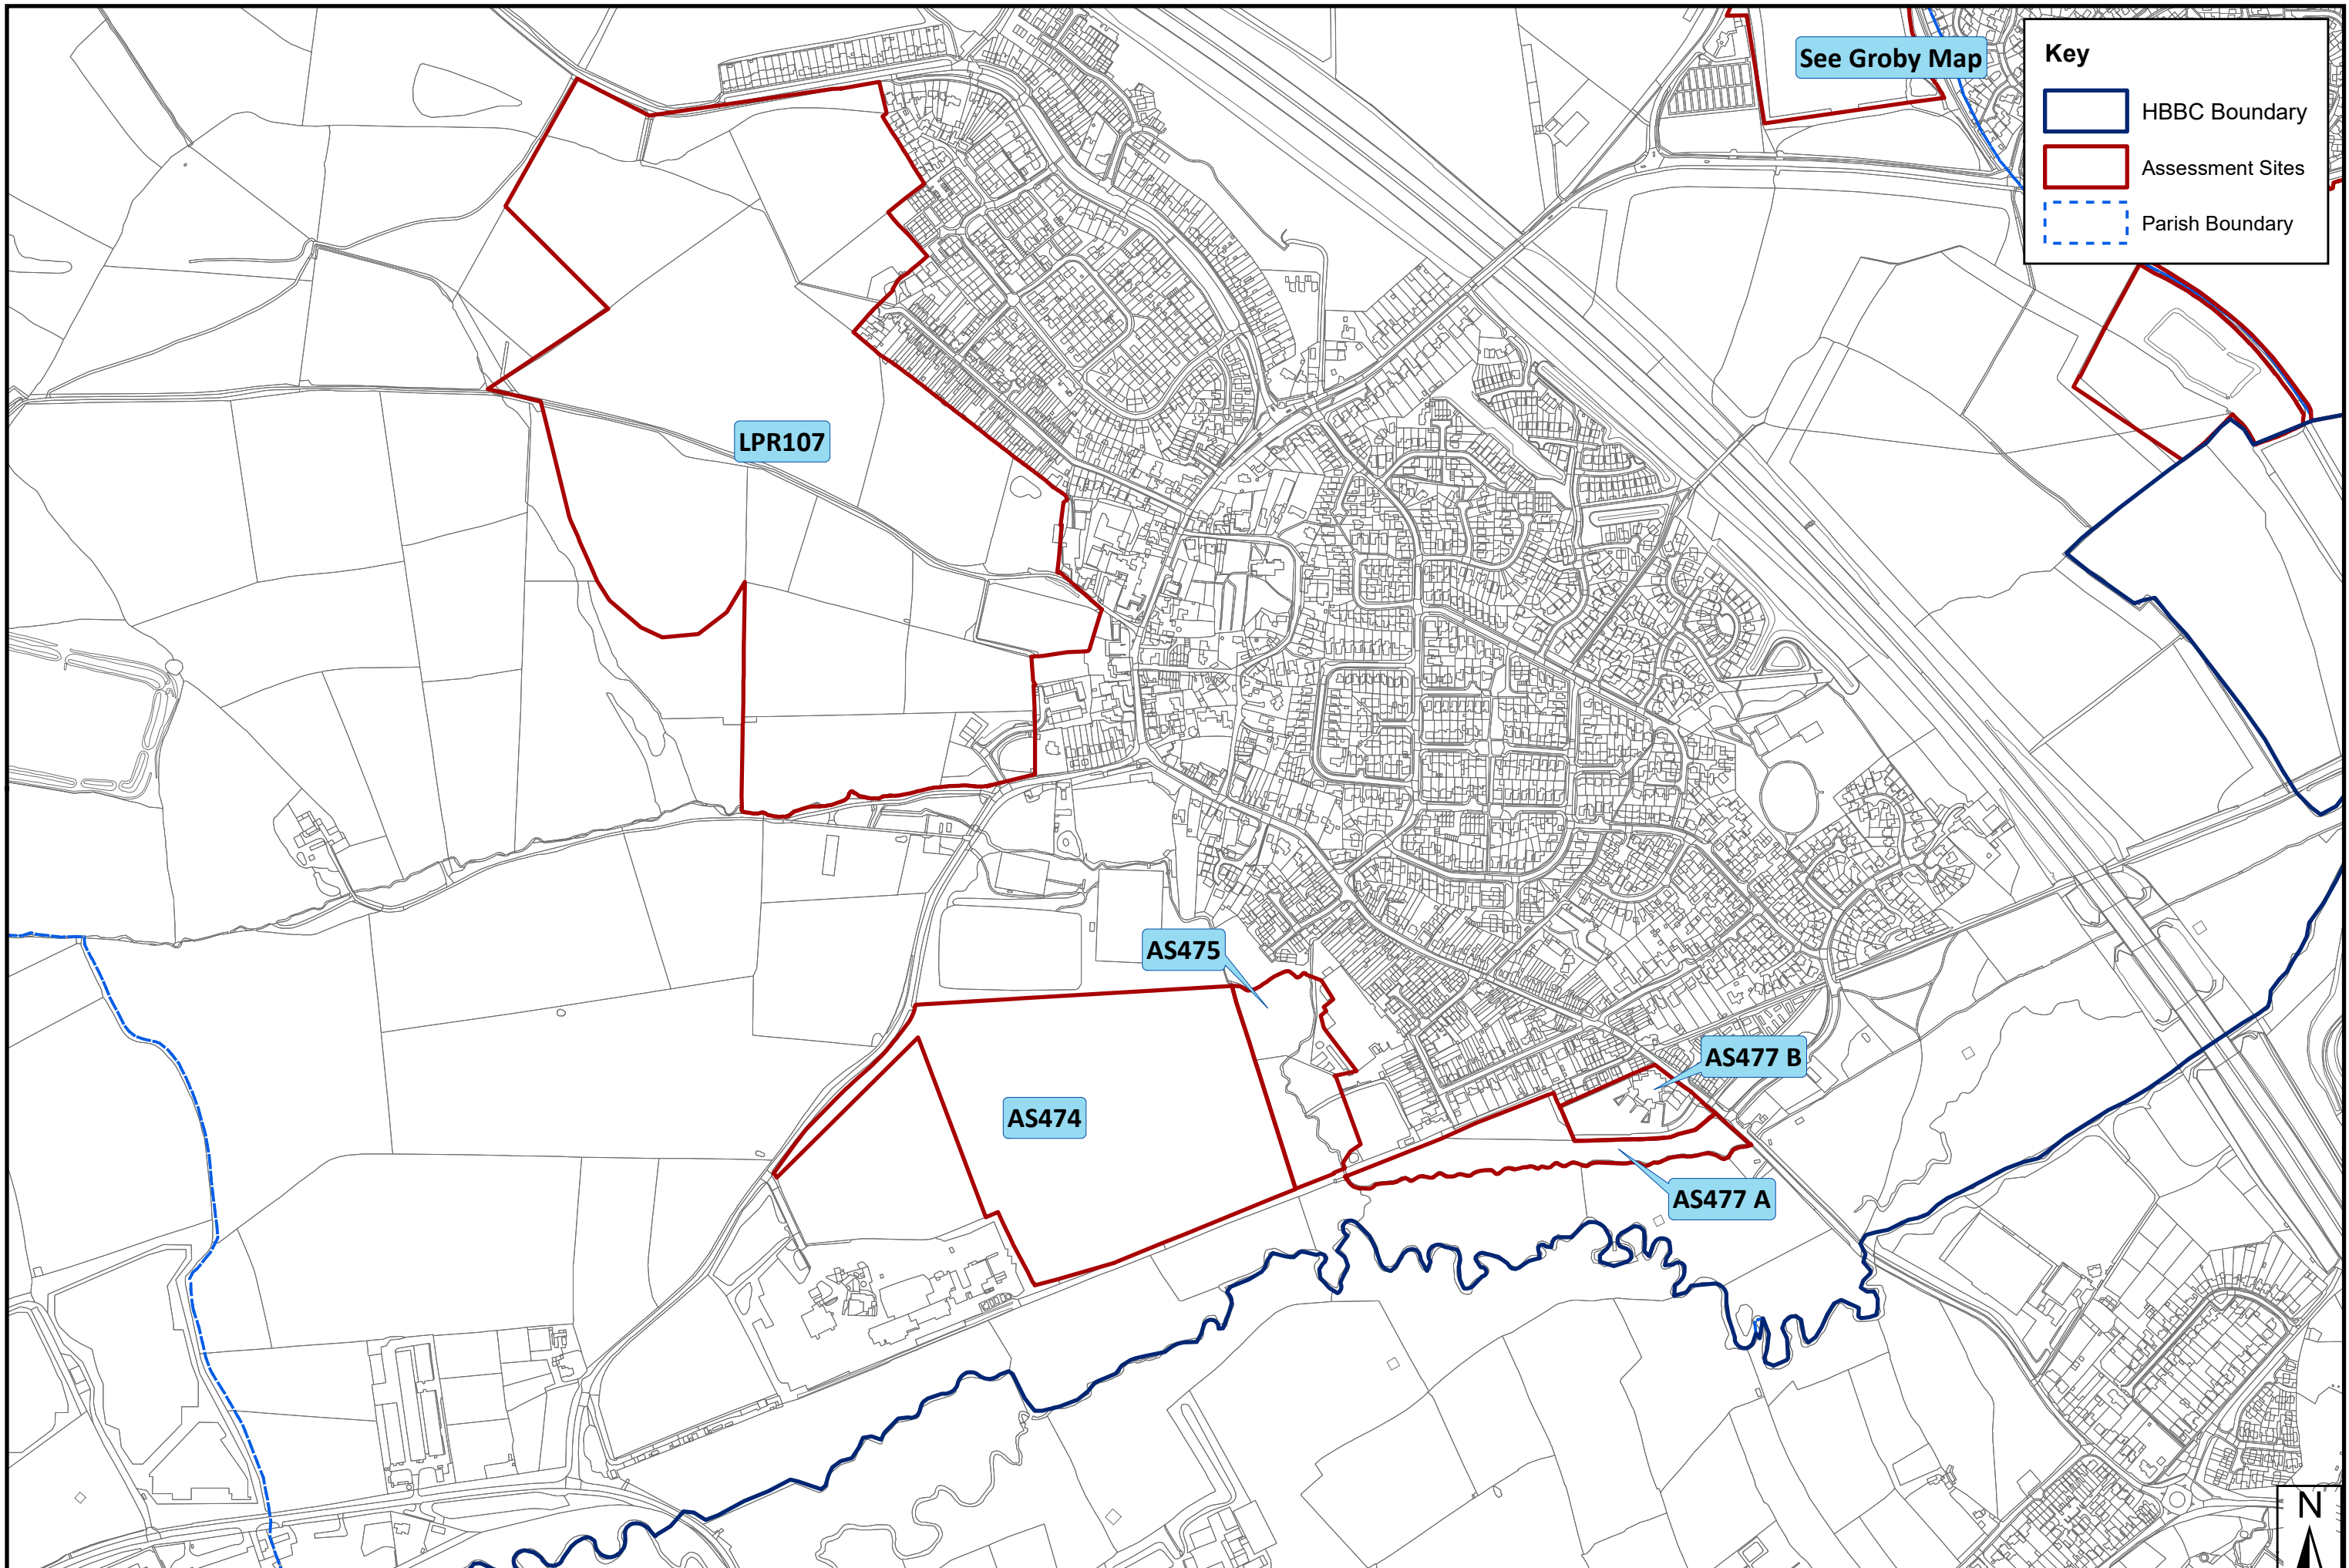 See Groby Map
Key
HBBC Boundary
Assessment Sites
Parish Boundary
LPR107
AS475
AS477 B
AS474
AS477 A
N